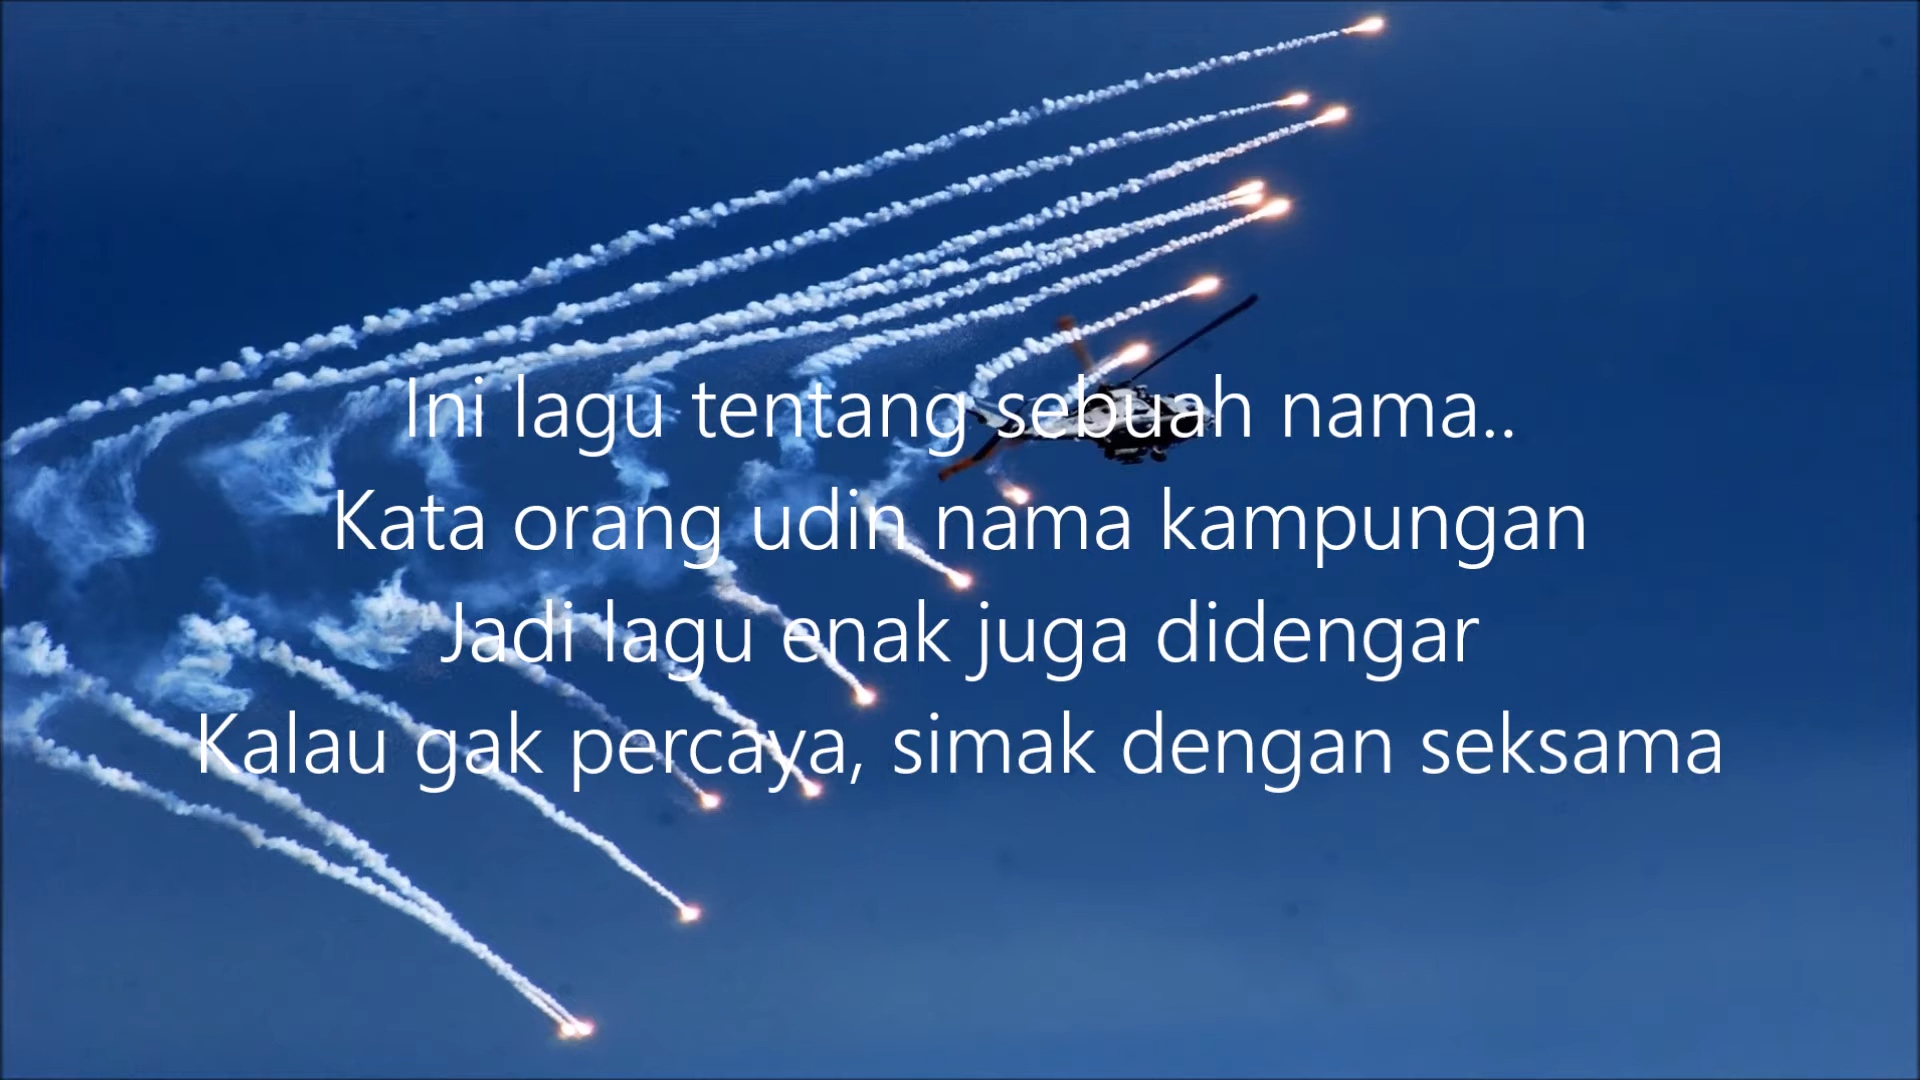 Ini lagu tentang sebuah nama..
Kata orang udin nama kampungan
Jadi lagu enak juga didengar
Kalau gak percaya, simak dengan seksama